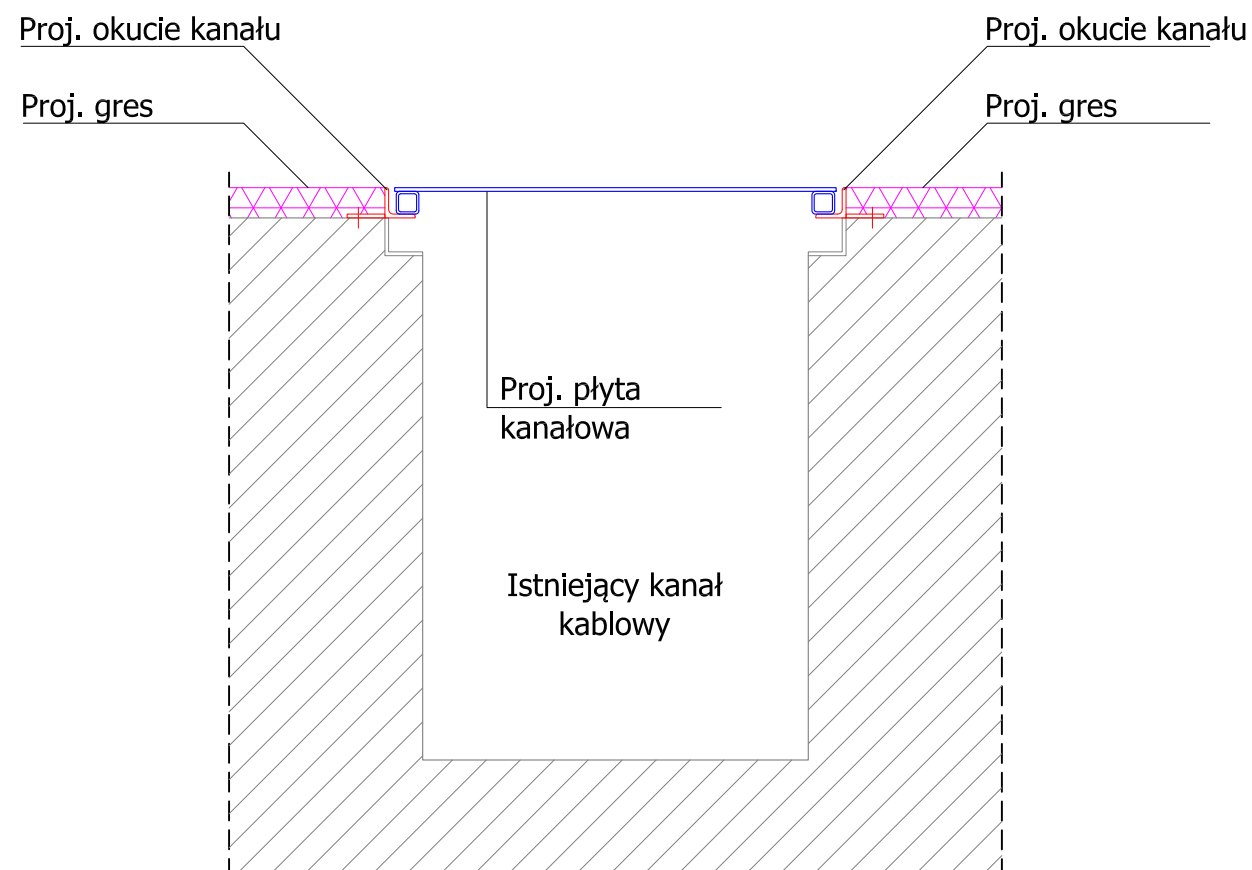 Proj. okucie kanału
Proj. okucie kanału
Proj. gres
Proj. gres
Proj. płyta
kanałowa
Istniejący kanał
kablowy